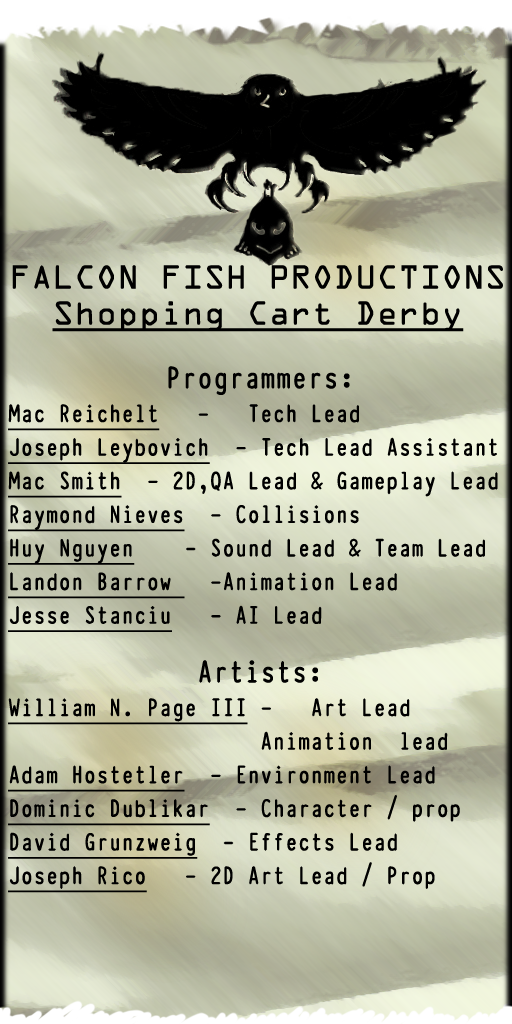 FALCON FISH PRODUCTIONS
Shopping Cart Derby
Programmers:
Mac Reichelt - Tech Lead
Joseph Leybovich - Tech Lead Assistant
Mac Smith - 2D,QA Lead & Gameplay Lead
Raymond Nieves - Collisions
Huy Nguyen - Sound Lead & Team Lead
Landon Barrow -Animation Lead
Jesse Stanciu - AI Lead
Artists:
William N. Page III - Art Lead
Animation lead
Adam Hostetler - Environment Lead
Dominic Dublikar - Character / prop
David Grunzweig - Effects Lead
Joseph Rico - 2D Art Lead / Prop